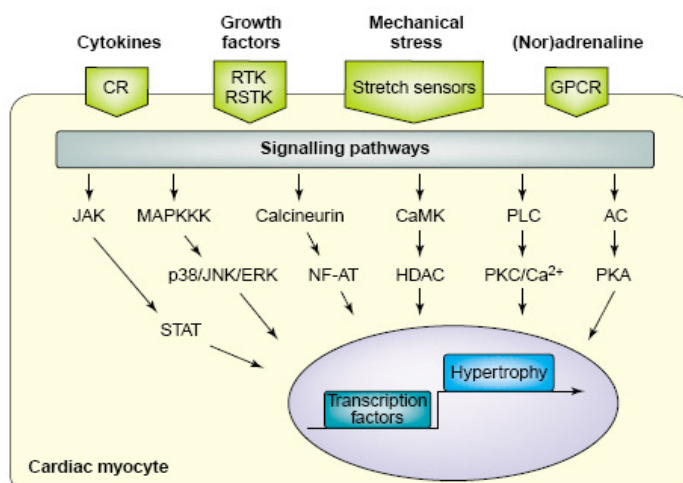 Cytokines
Growth
factors
Mechanical
stress
(Nor)adrenaline
CR
RTK
RSTK
Stretch sensors
GPCR
Signalling pathways
JAK
MAPKKK
Calcineurin
CaMK
PLC
AC
p38/JNK/ERK
NF-AT
HDAC
PKC/Ca²⁺
PKA
STAT
Hypertrophy
Transcription
factors
Cardiac myocyte